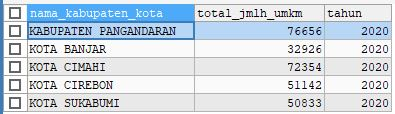 nama_kabupaten_kota total_jmlh_umkm tahun
KABUPATEN PANGANDARAN 76656 2020
KOTA BANJAR 32926 2020
KOTA CIMAHI 72354 2020
KOTA CIREBON 51142 2020
KOTA SUKABUMI 50833 2020